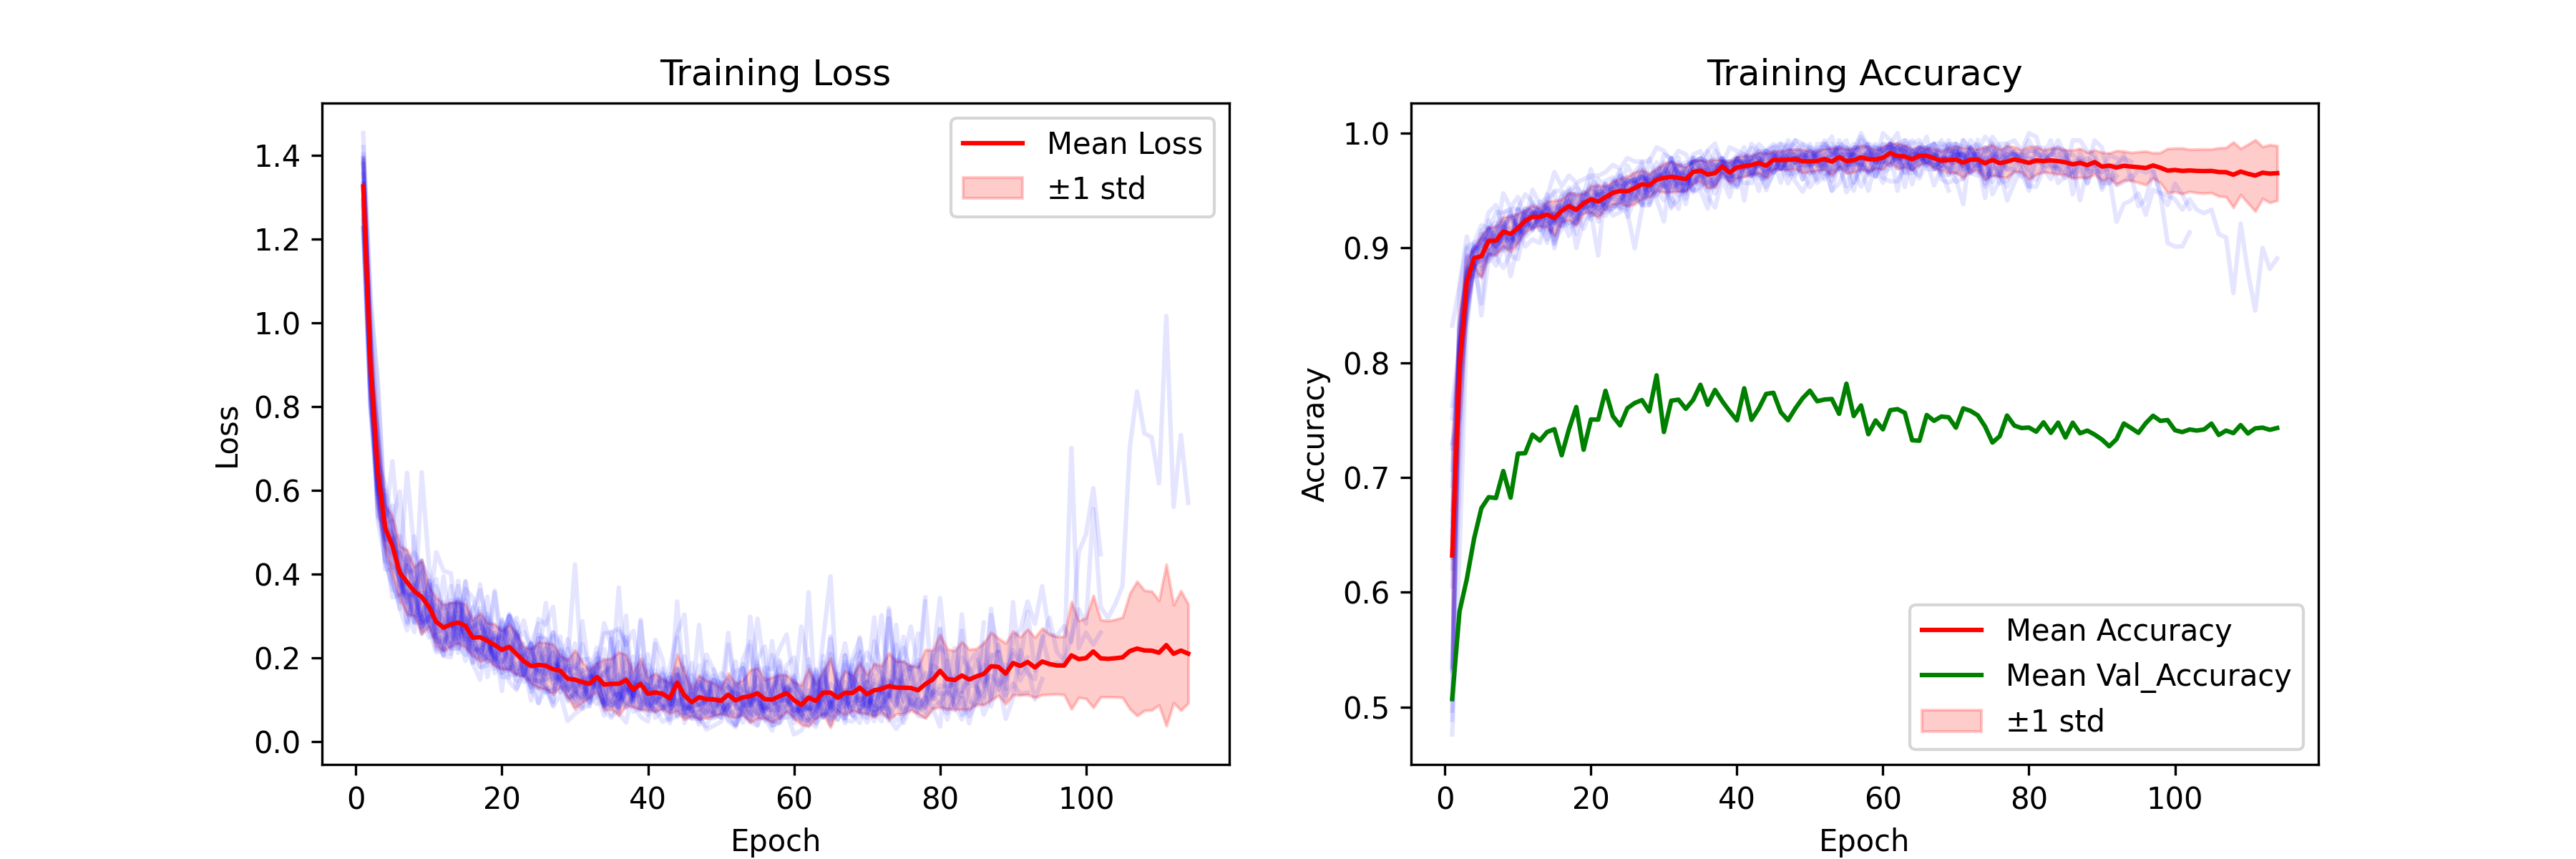 Training Loss
Loss
1.4
1.2
1.0
0.8
0.6
0.4
0.2
0.0
0 20 40 60 80 100
Epoch
Mean Loss
±1 std
Training Accuracy
Accuracy
1.0
0.9
0.8
0.7
0.6
0.5
0 20 40 60 80 100
Epoch
Mean Accuracy
Mean Val_Accuracy
±1 std